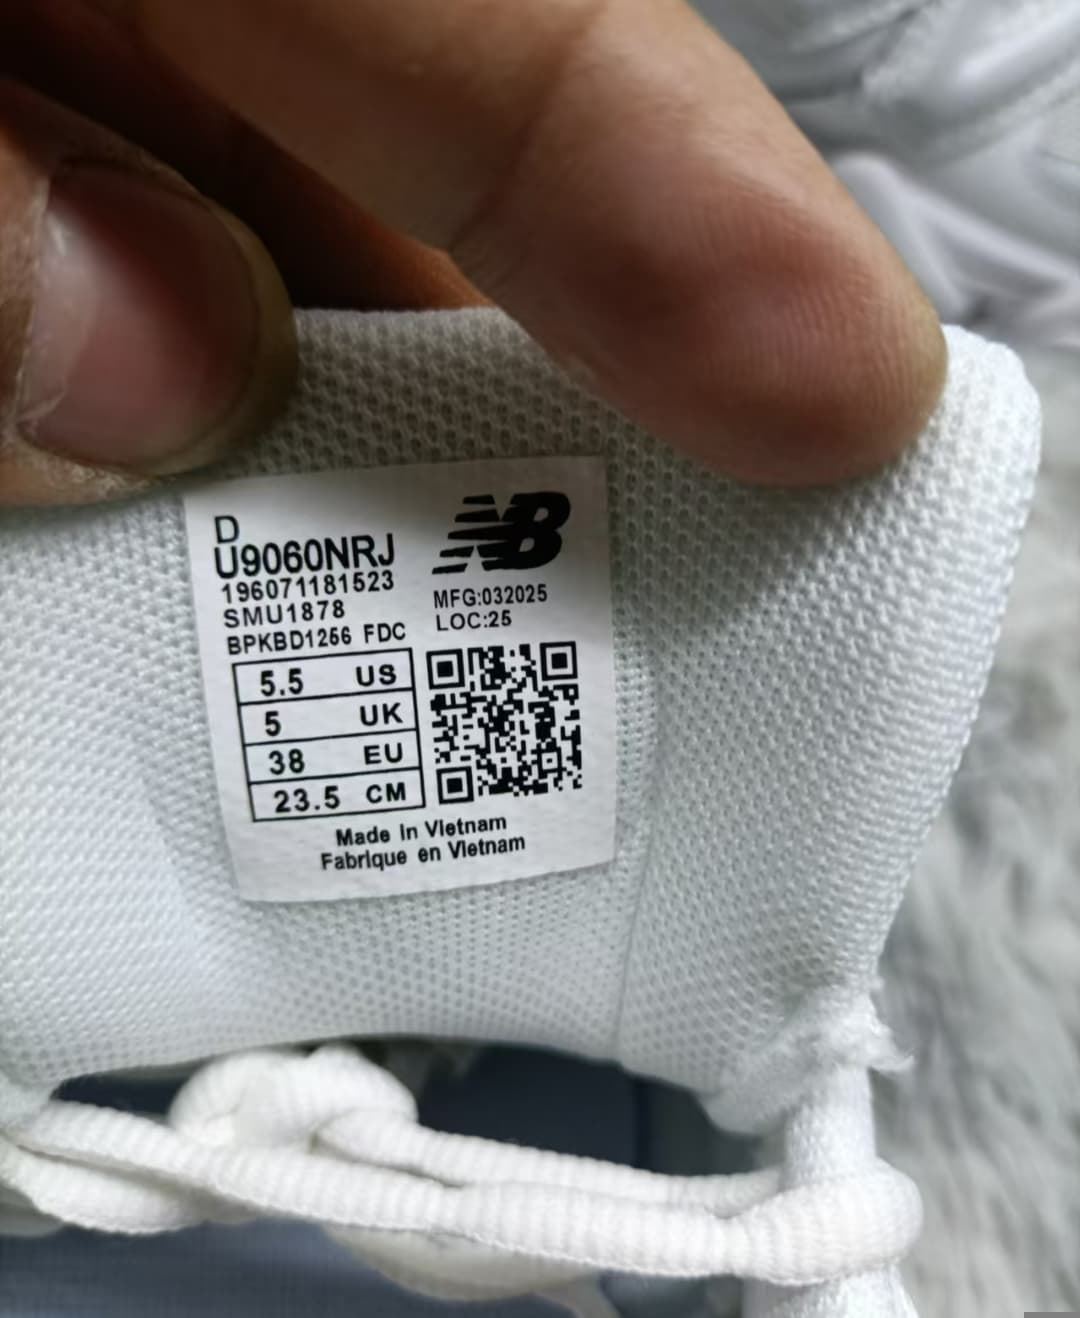 D
U9060NRJ
196071181523
SMU1878
BPKBD1256 FDC
NB
MFG:032025
LOC:25
5.5 US
5 UK
38 EU
23.5 CM
Made in Vietnam
Fabrique en Vietnam